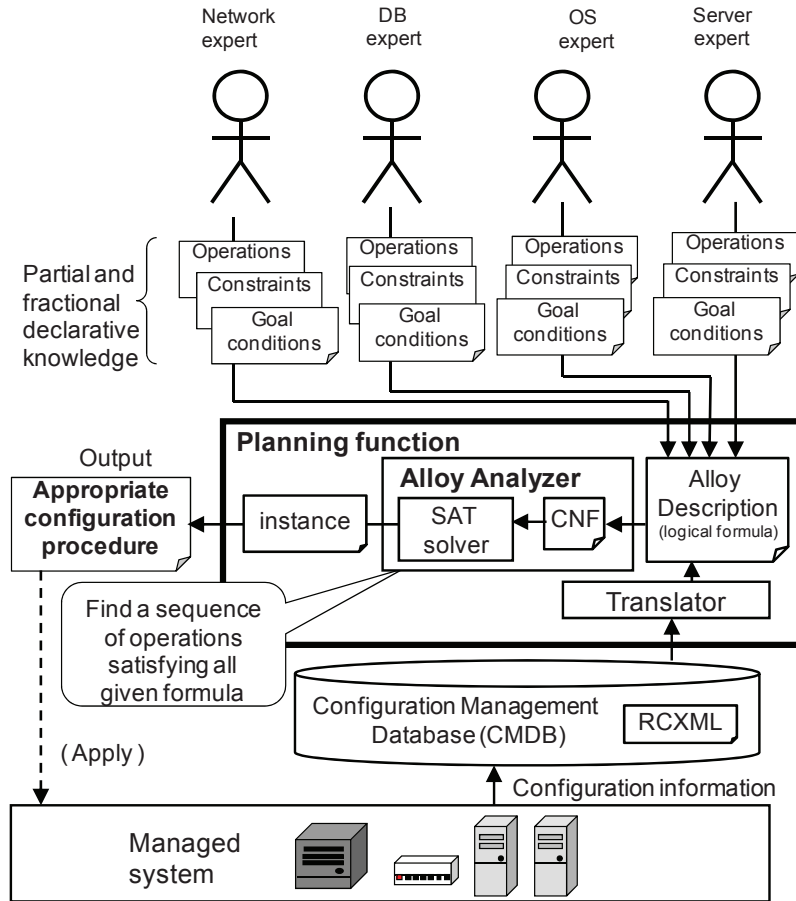 Network
expert
DB
expert
OS
expert
Server
expert
Partial and
fractional
declarative
knowledge
Operations
Constraints
Goal
conditions
Operations
Constraints
Goal
conditions
Operations
Constraints
Goal
conditions
Operations
Constraints
Goal
conditions
Planning function
Output
Appropriate
configuration
procedure
instance
Alloy Analyzer
SAT
solver
CNF
Alloy
Description
(logical formula)
Translator
Find a sequence
of operations
satisfying all
given formula
Configuration Management
Database (CMDB)
RCXML
( Apply )
Configuration information
Managed
system